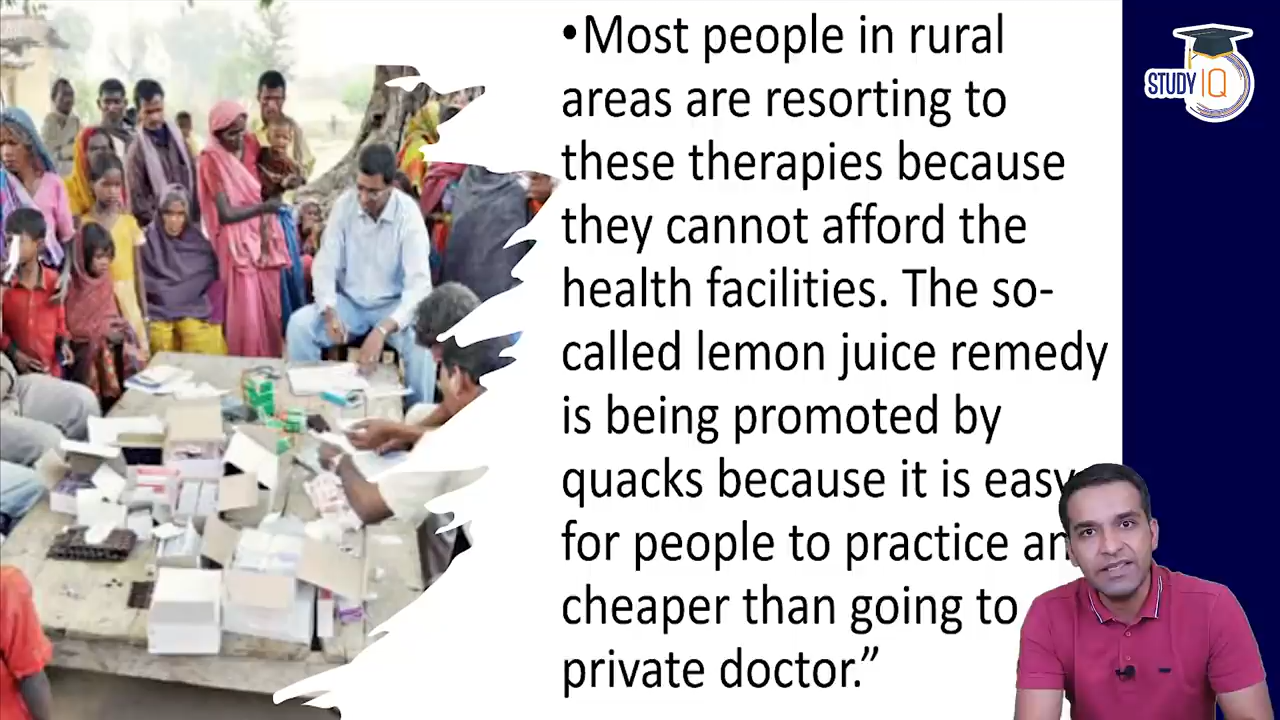 •Most people in rural
areas are resorting to
these therapies because
they cannot afford the
health facilities. The so-
called lemon juice remedy
is being promoted by
quacks because it is easy
for people to practice an
cheaper than going to
private doctor.”
STUDY IQ